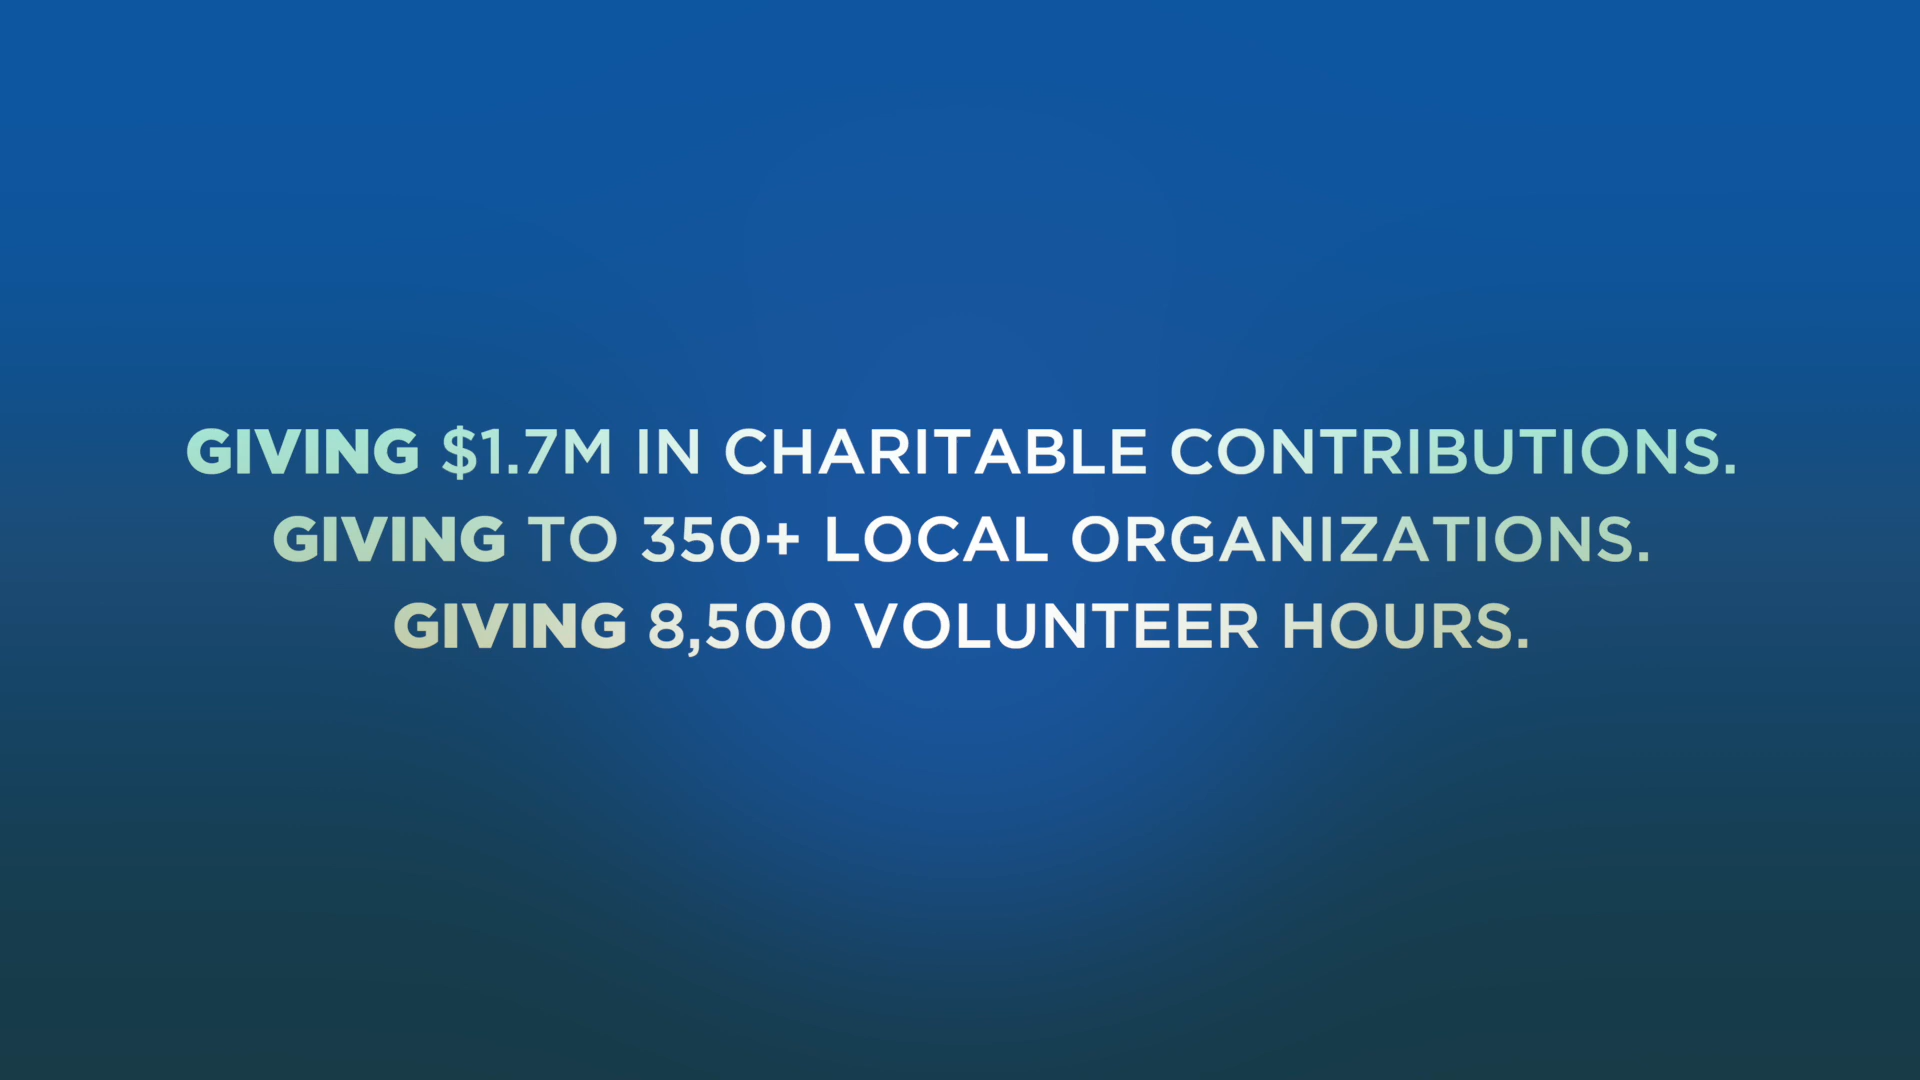 GIVING $1.7M IN CHARITABLE CONTRIBUTIONS.
GIVING TO 350+ LOCAL ORGANIZATIONS.
GIVING 8,500 VOLUNTEER HOURS.